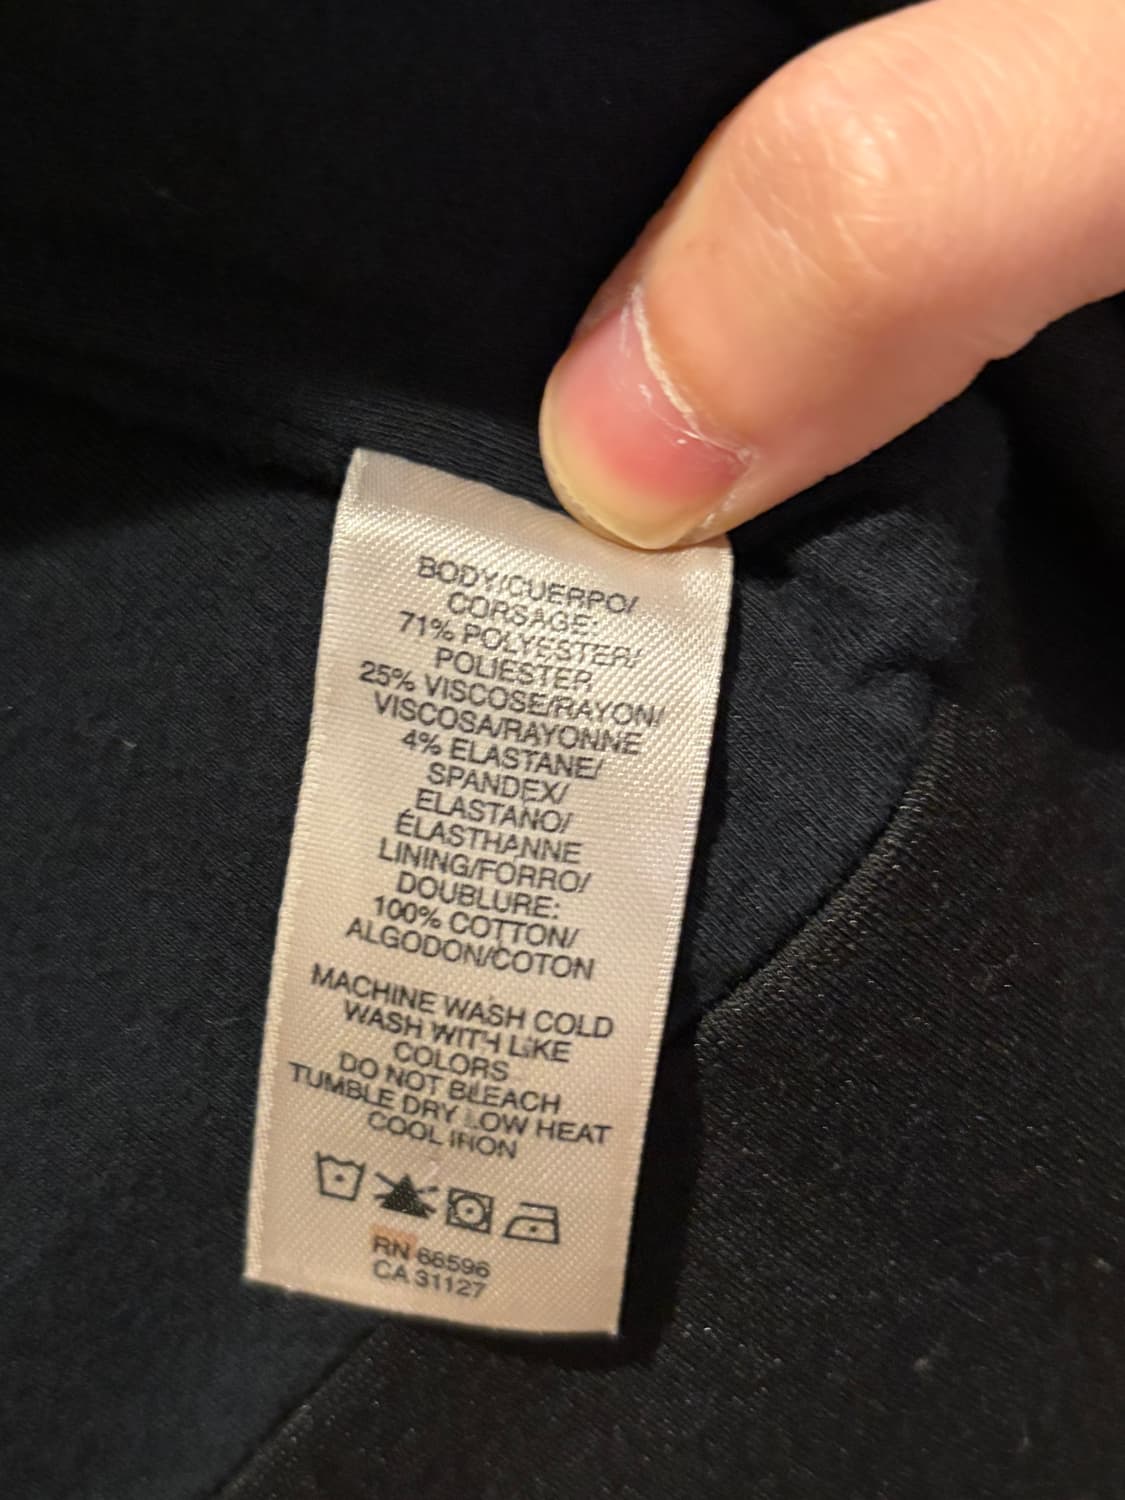 BODY/CUERPO/
CORSAGE:
71% POLYESTER/
POLIESTER
25% VISCOSE/RAYON/
VISCOSA/RAYONNE
4% ELASTANE/
SPANDEX/
ELASTANO/
ÉLASTHANNE
LINING/FORRO/
DOUBLURE:
100% COTTON/
ALGODON/COTON
MACHINE WASH COLD
WASH WITH LIKE
COLORS
DO NOT BLEACH
TUMBLE DRY LOW HEAT
COOL IRON
RN 66596
CA 31127